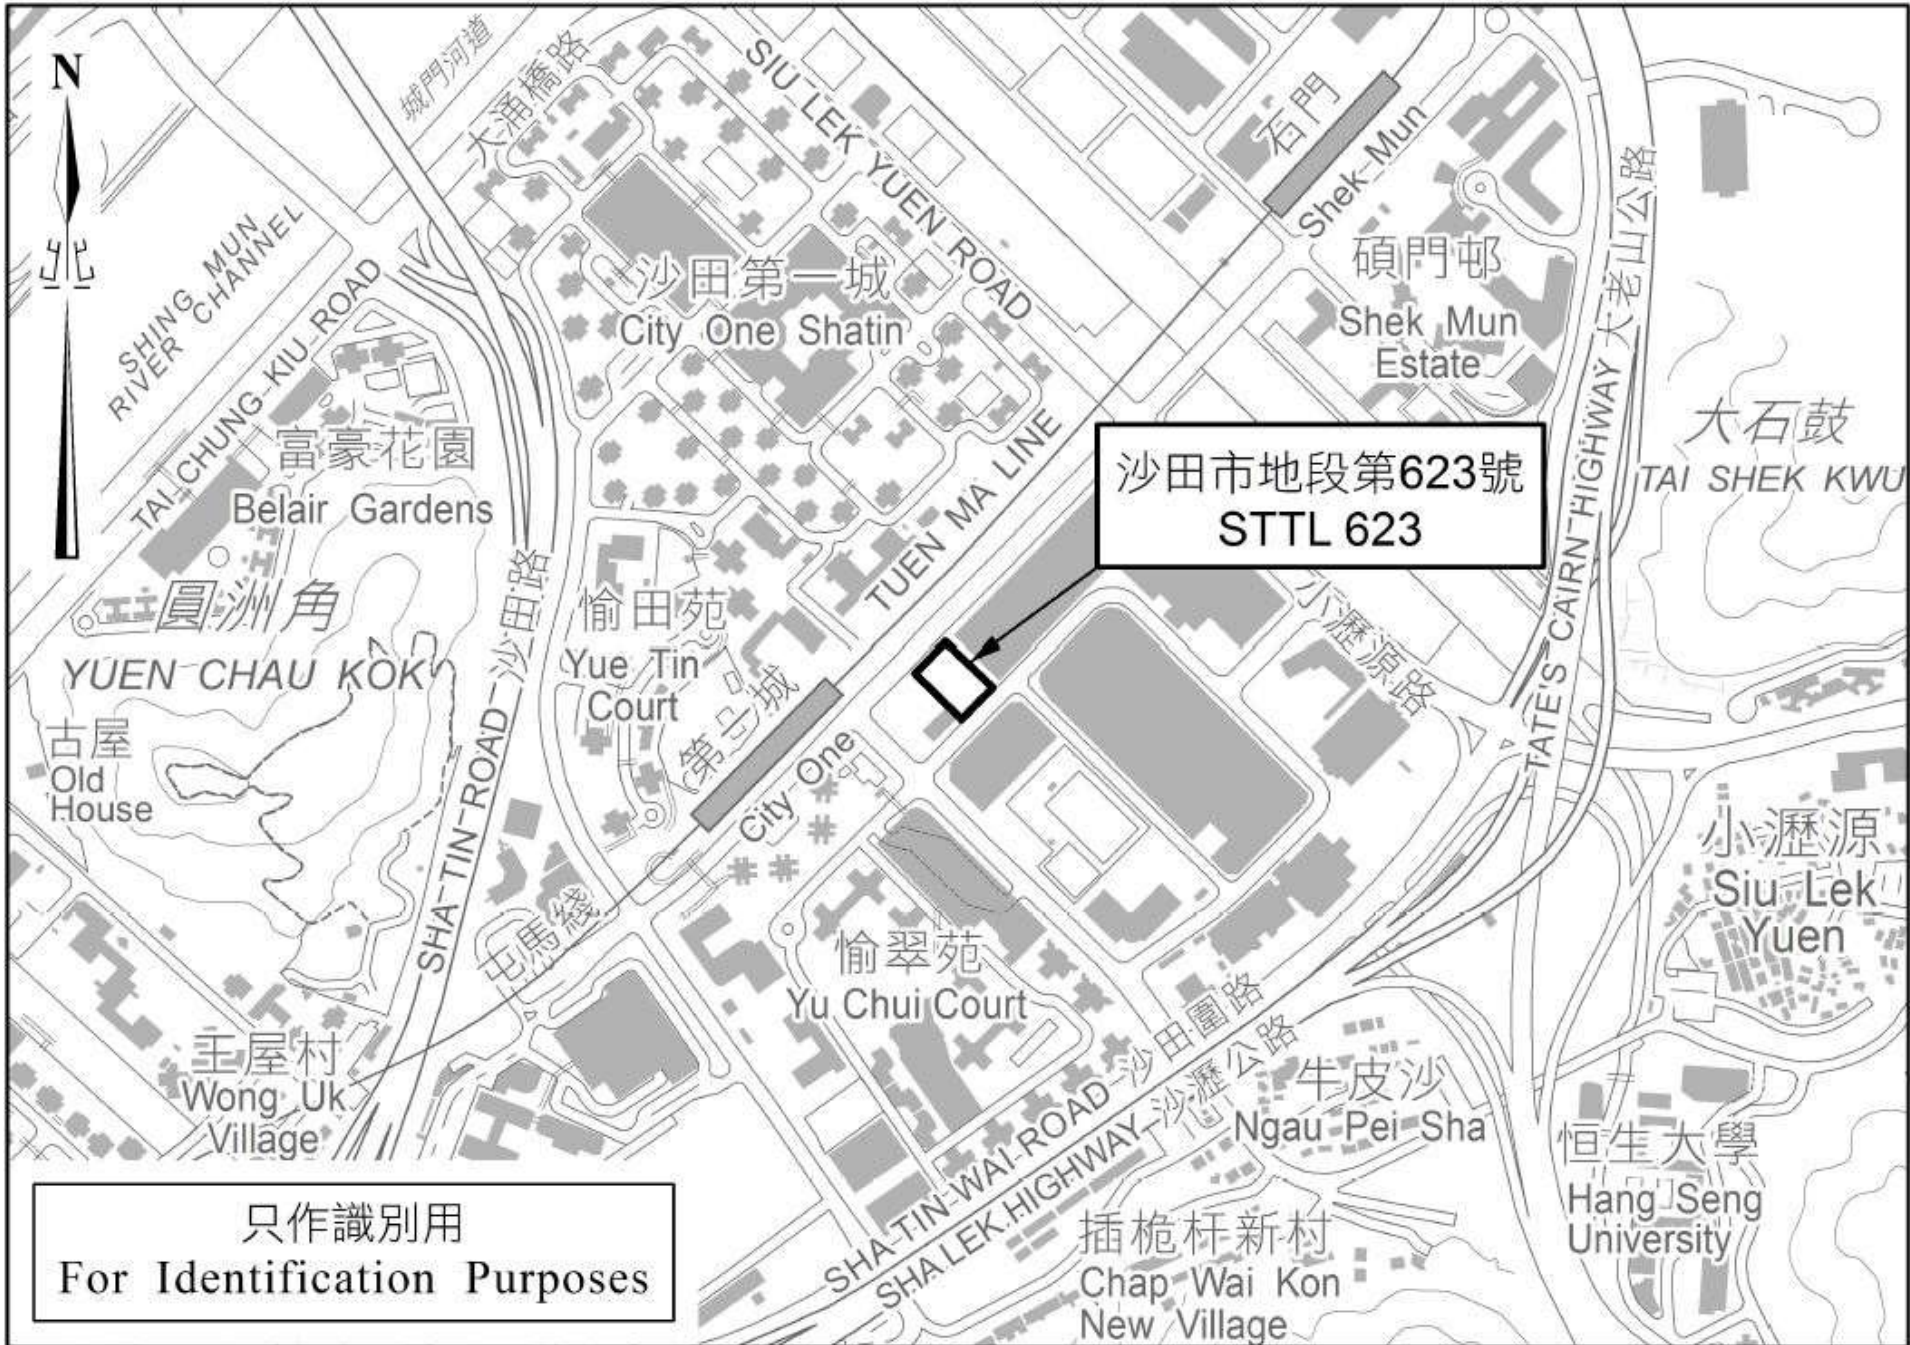 N
城門河道
大涌橋路
SIU LEK YUEN ROAD
石門
Shek Mun
SHING MUN
RIVER CHANNEL
TAI CHUNG KIU ROAD
沙田第一城
City One Shatin
碩門邨
Shek Mun
Estate
TATE'S CAIRN HIGHWAY 大老山公路
富豪花園
Belair Gardens
TUEN MA LINE
沙田市地段第623號
STTL 623
大石鼓
TAI SHEK KWU
圓洲角
YUEN CHAU KOK
愉田苑
Yue Tin
Court
小瀝源路
SHA TIN ROAD 沙田路
古屋
Old
House
第一城
City One
小瀝源
Siu Lek
Yuen
屯馬綫
愉翠苑
Yu Chui Court
王屋村
Wong Uk
Village
SHA TIN WAI ROAD 沙田圍路
SHA LEK HIGHWAY 沙瀝公路
牛皮沙
Ngau Pei Sha
恒生大學
Hang Seng
University
插桅杆新村
Chap Wai Kon
New Village
只作識別用
For Identification Purposes